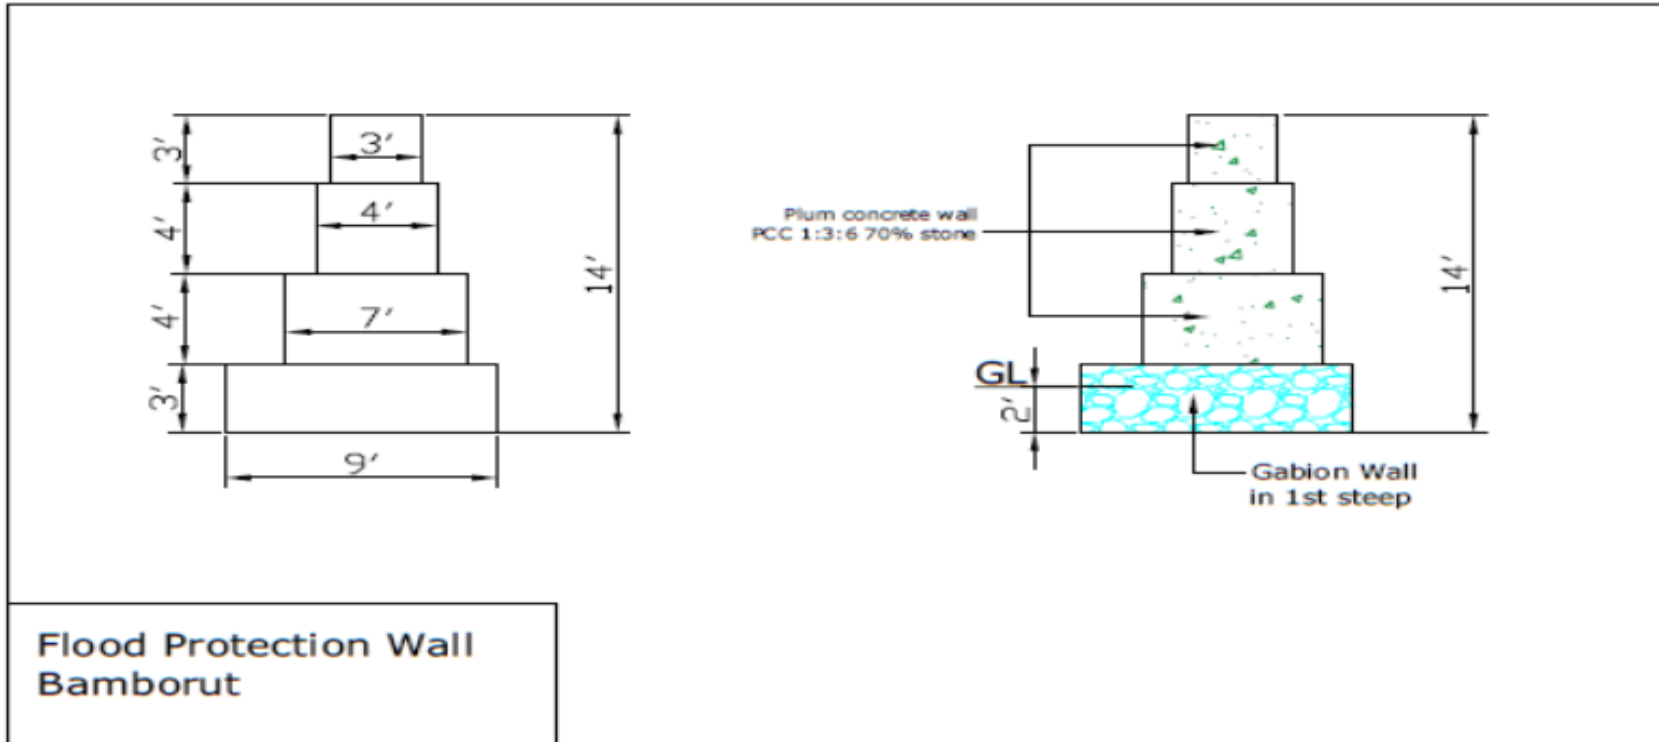 3'
3'
4'
4'
14'
4'
7'
3'
9'
Plum concrete wall
PCC 1:3:6 70% stone
14'
GL
2'
Gabion Wall
in 1st steep
Flood Protection Wall
Bamborut